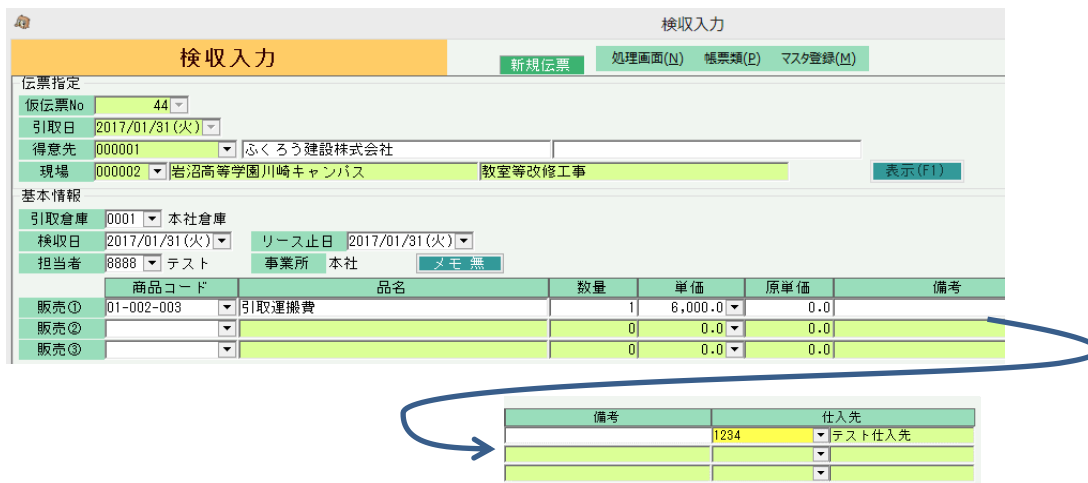 検収入力
検収入力 新規伝票 処理画面(N) 帳票類(P) マスタ登録(M)
伝票指定
仮伝票No 44
引取日 2017/01/31(火)
得意先 000001 ふくろう建設株式会社
現場 000002 岩沼高等学園川崎キャンパス 教室等改修工事 表示(F1)
基本情報
引取倉庫 0001 本社倉庫
検収日 2017/01/31(火) リース止日 2017/01/31(火)
担当者 8888 テスト 事業所 本社 メモ 無
商品コード 品名 数量 単価 原単価 備考
販売① 01-002-003 引取運搬費 1 6,000.0 0.0
販売② 0 0.0 0.0
販売③ 0 0.0 0.0
備考 仕入先
1234 テスト仕入先